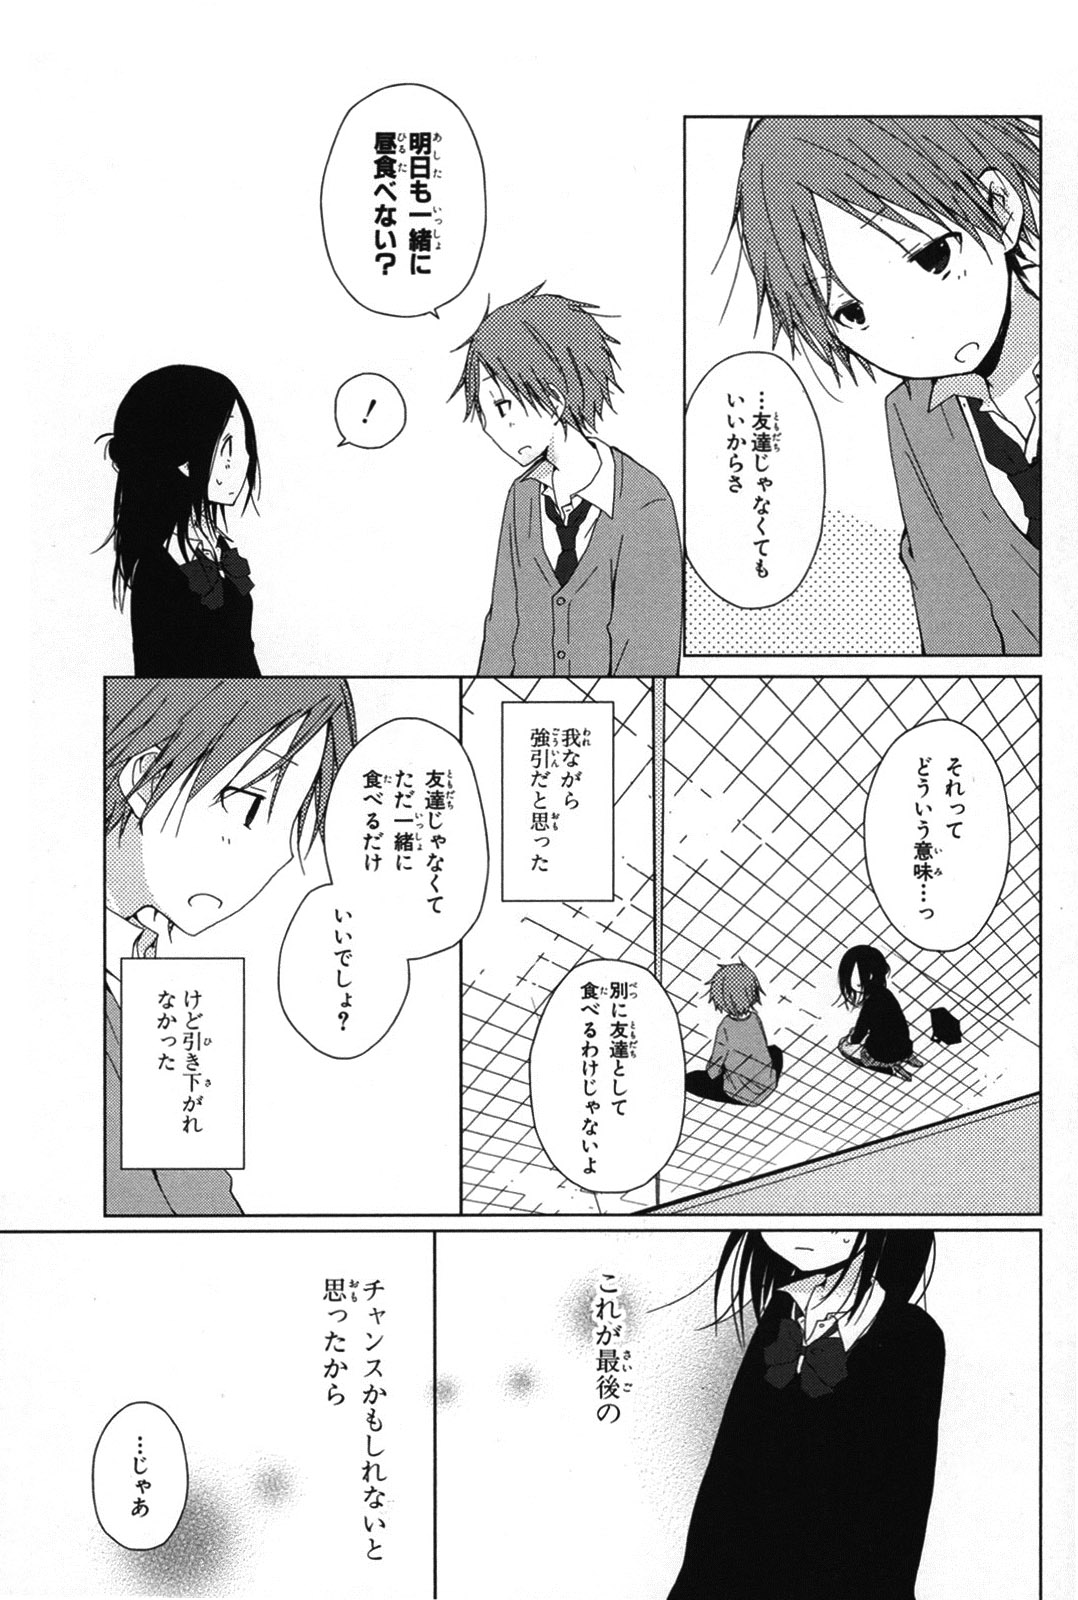 …友達じゃなくても
いいからさ
明日も一緒に
昼食べない?
!
それって
どういう意味…っ
別に友達として
食べるわけじゃないよ
我ながら
強引だと思った
友達じゃなくて
ただ一緒に
食べるだけ
いいでしょ?
けど引き下がれ
なかった
これが最後の
チャンスかもしれないと
思ったから
…じゃあ